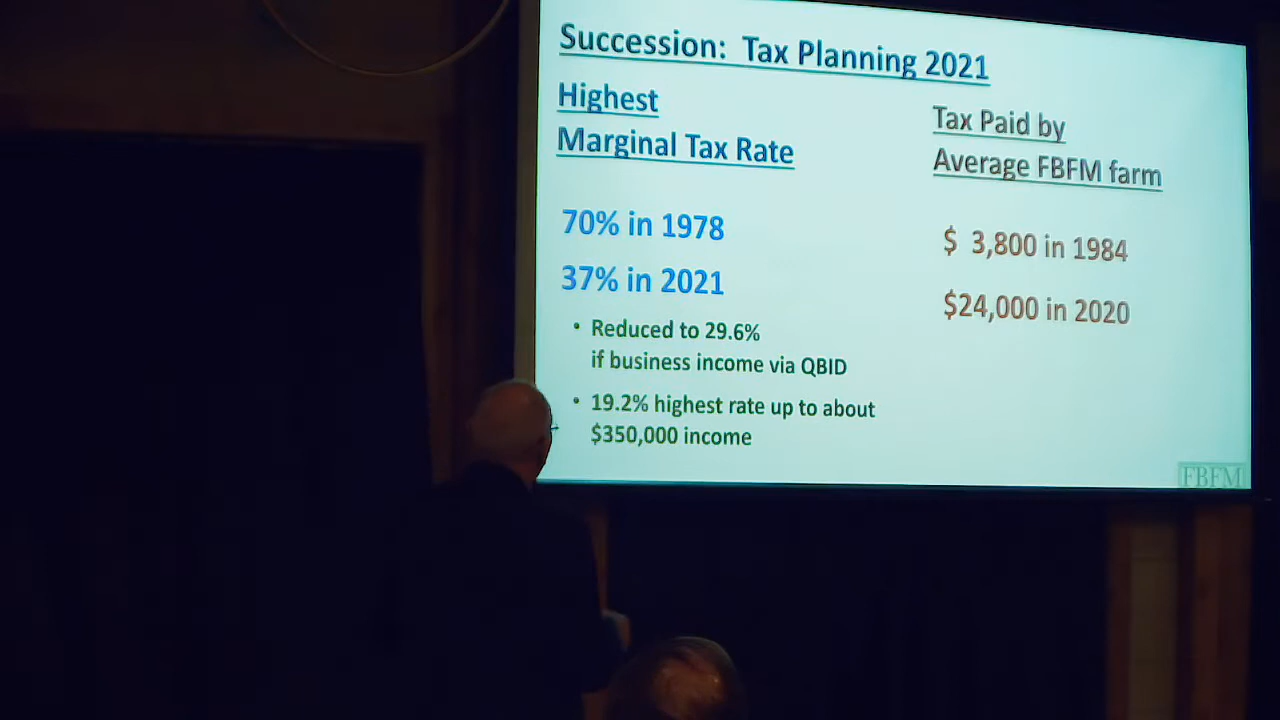 Succession: Tax Planning 2021
Highest
Marginal Tax Rate
70% in 1978
37% in 2021
• Reduced to 29.6%
if business income via QBID
• 19.2% highest rate up to about
$350,000 income
Tax Paid by
Average FBFM farm
$ 3,800 in 1984
$24,000 in 2020
FBFM